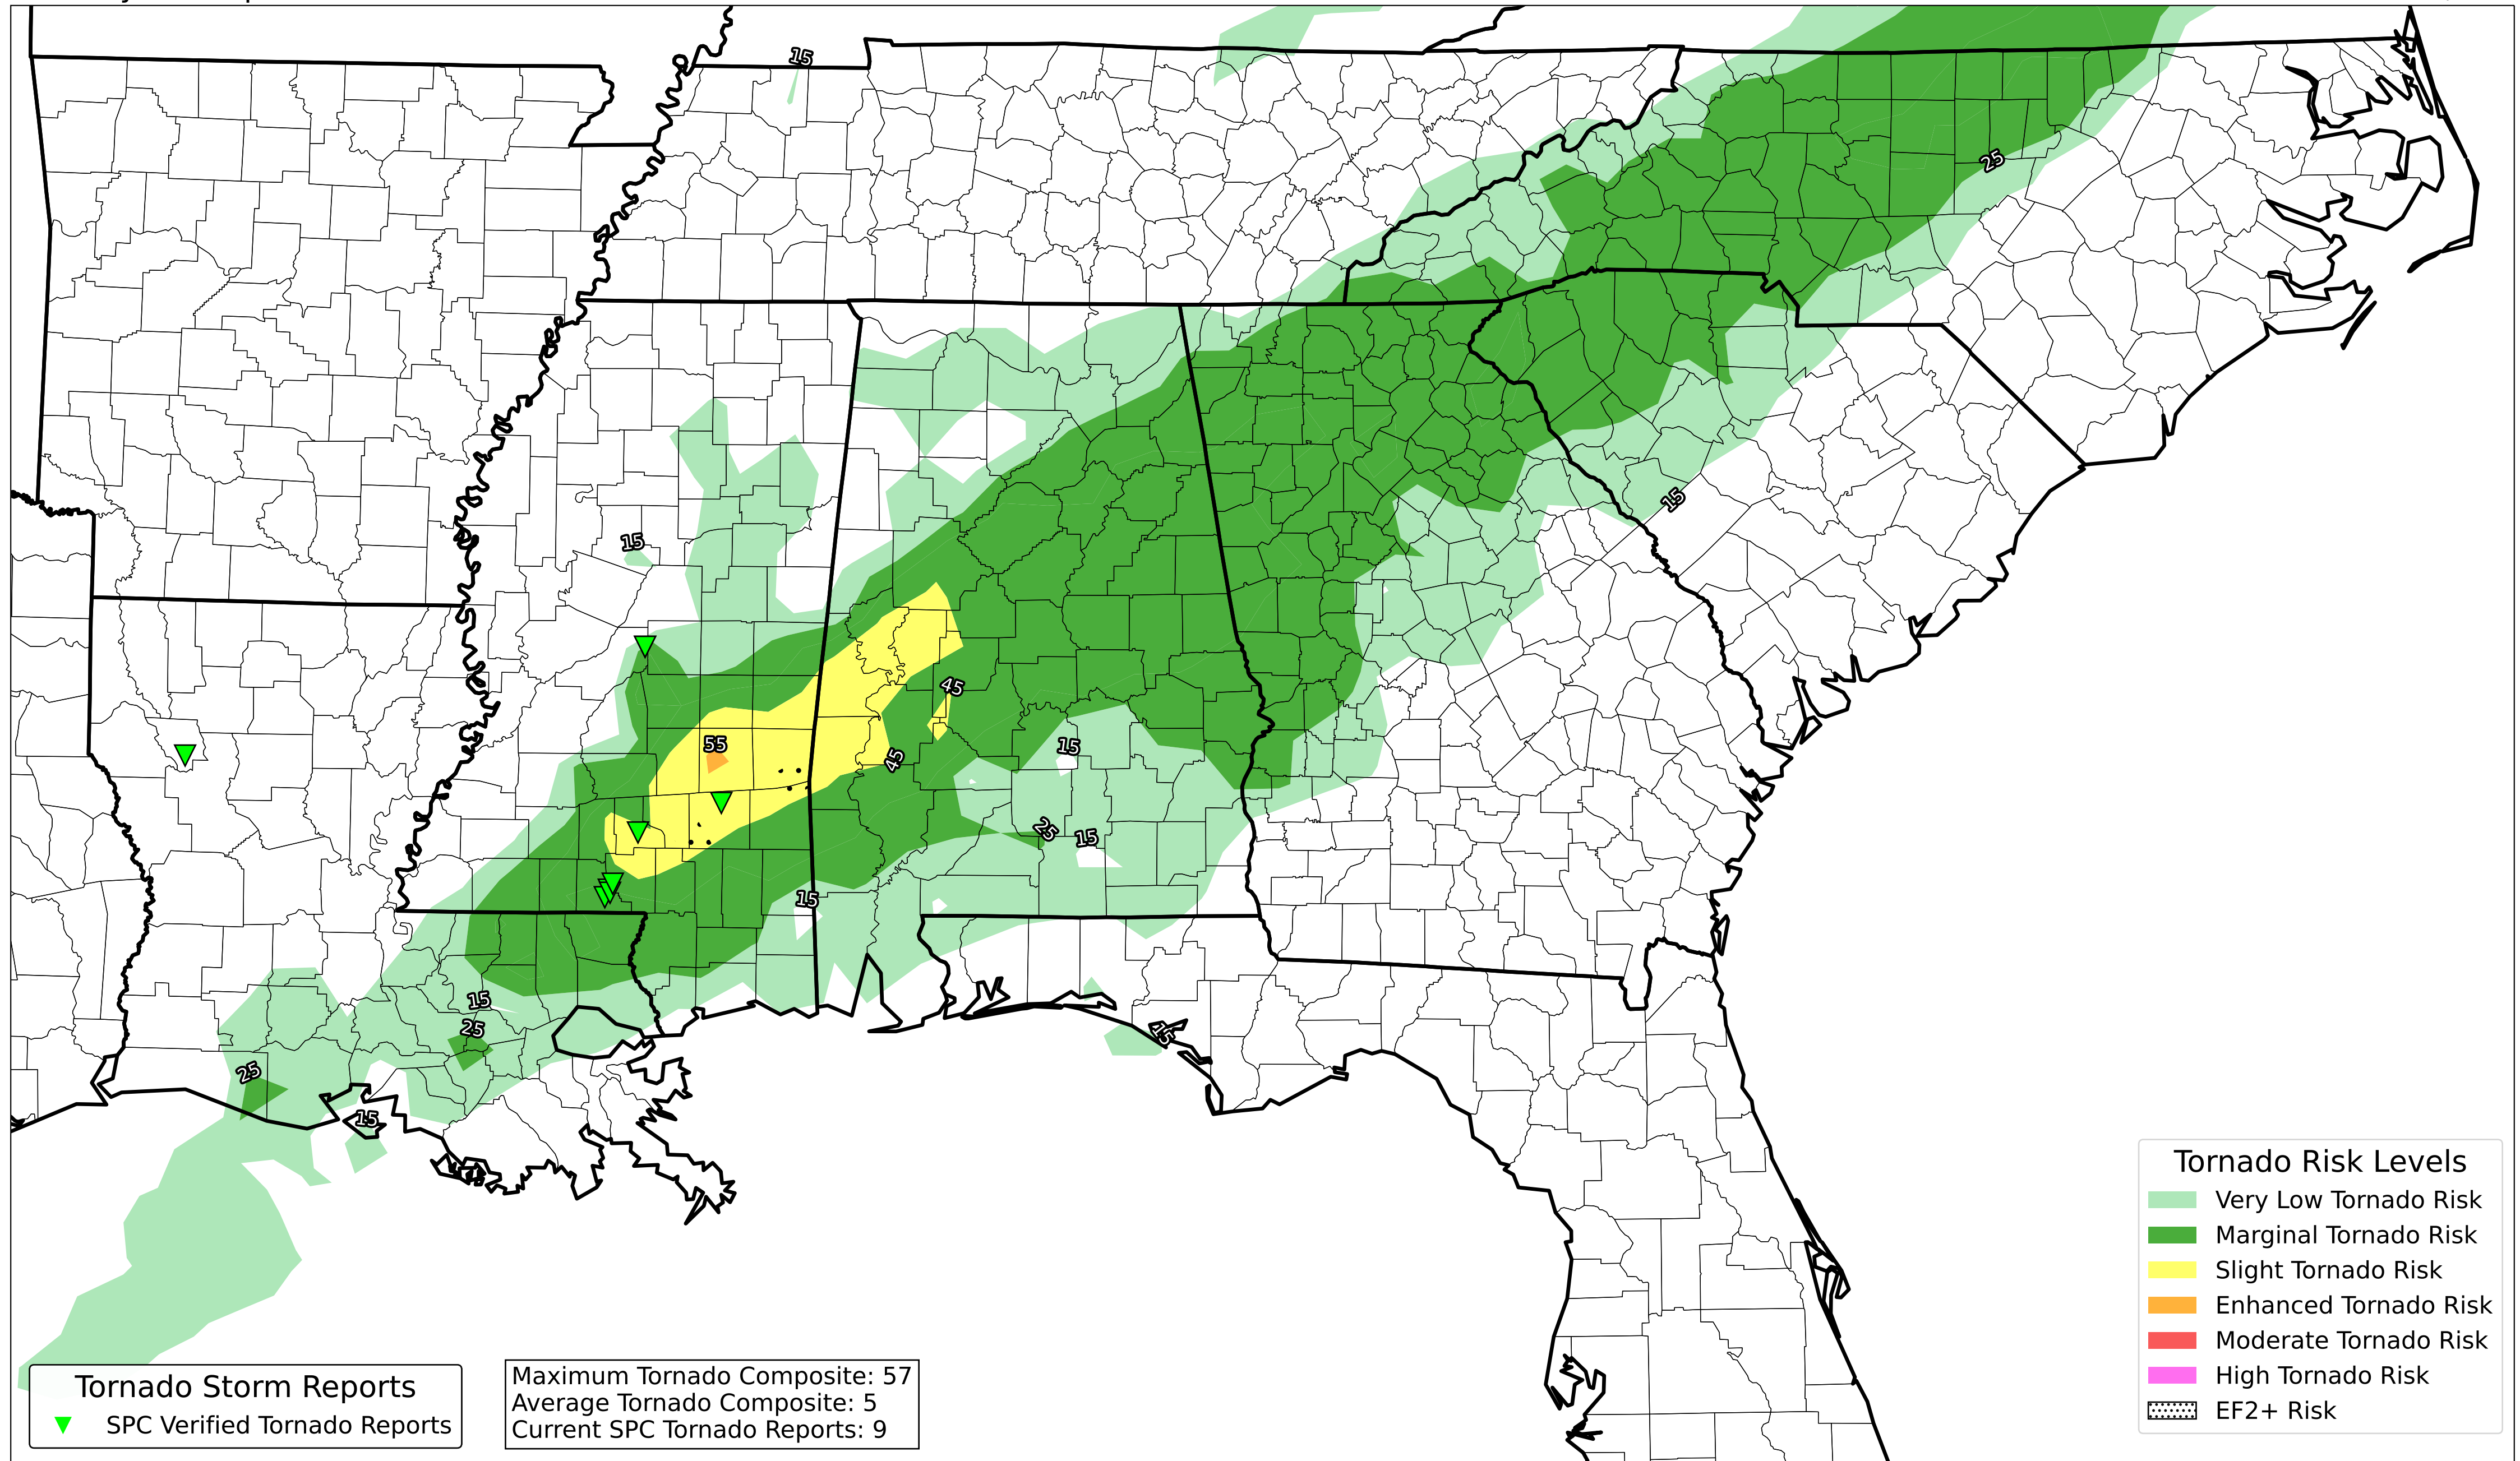 15
25
15
15
45
55
15
45
25
15
15
15
25
15
25
15
Tornado Risk Levels
Very Low Tornado Risk
Marginal Tornado Risk
Slight Tornado Risk
Enhanced Tornado Risk
Moderate Tornado Risk
High Tornado Risk
EF2+ Risk
Tornado Storm Reports
SPC Verified Tornado Reports
Maximum Tornado Composite: 57
Average Tornado Composite: 5
Current SPC Tornado Reports: 9